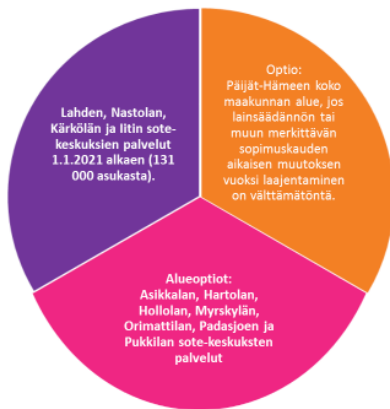 Lahden, Nastolan,
Kärkölän ja Iitin sote-
keskuksien palvelut
1.1.2021 alkaen (131
000 asukasta).
Optio:
Päijät-Hämeen koko
maakunnan alue, jos
lainsäädännön tai
muun merkittävän
sopimuskauden
aikaisen muutoksen
vuoksi laajentaminen
on välttämätöntä.
Alueoptiot:
Asikkalan, Hartolan,
Hollolan, Myrskylän,
Orimattilan, Padasjoen ja
Pukkilan sote-keskuksten
palvelut